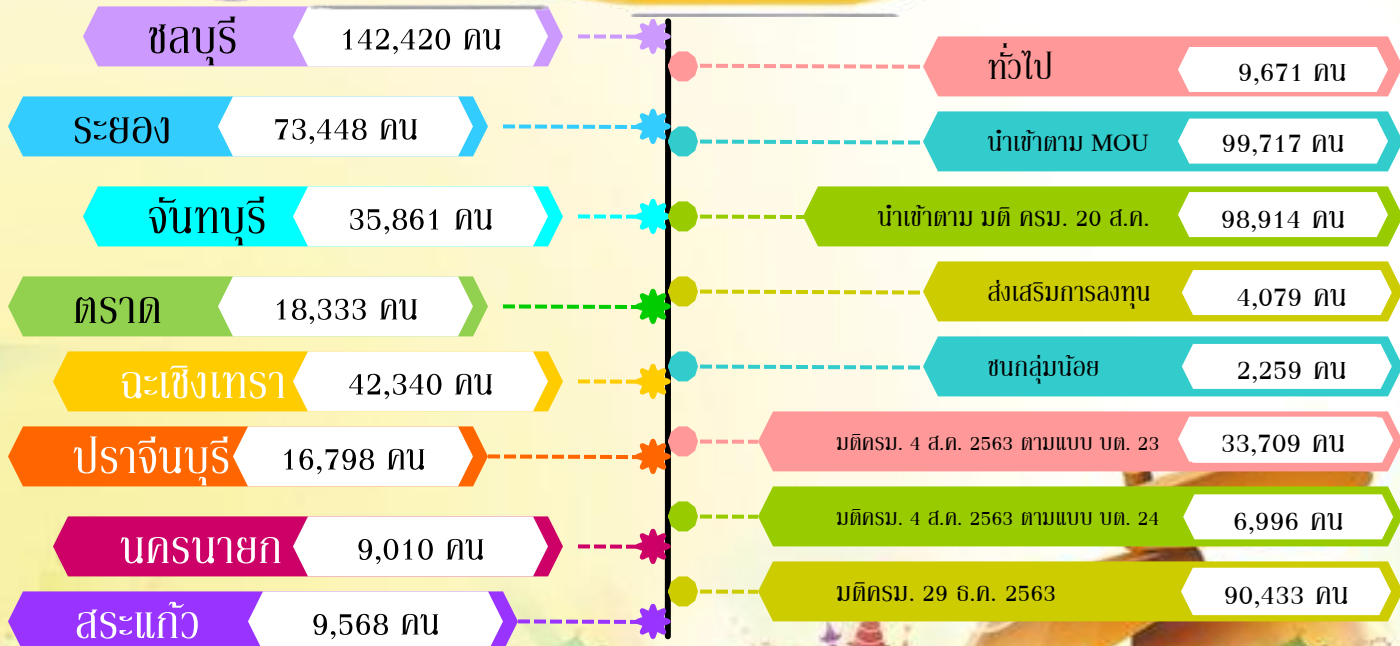 ชลบุรี 142,420 คน
ระยอง 73,448 คน
จันทบุรี 35,861 คน
ตราด 18,333 คน
ฉะเชิงเทรา 42,340 คน
ปราจีนบุรี 16,798 คน
นครนายก 9,010 คน
สระแก้ว 9,568 คน
ทั่วไป 9,671 คน
นำเข้าตาม MOU 99,717 คน
นำเข้าตาม มติ ครม. 20 ส.ค. 98,914 คน
ส่งเสริมการลงทุน 4,079 คน
ชนกลุ่มน้อย 2,259 คน
มติครม. 4 ส.ค. 2563 ตามแบบ บต. 23 33,709 คน
มติครม. 4 ส.ค. 2563 ตามแบบ บต. 24 6,996 คน
มติครม. 29 ธ.ค. 2563 90,433 คน